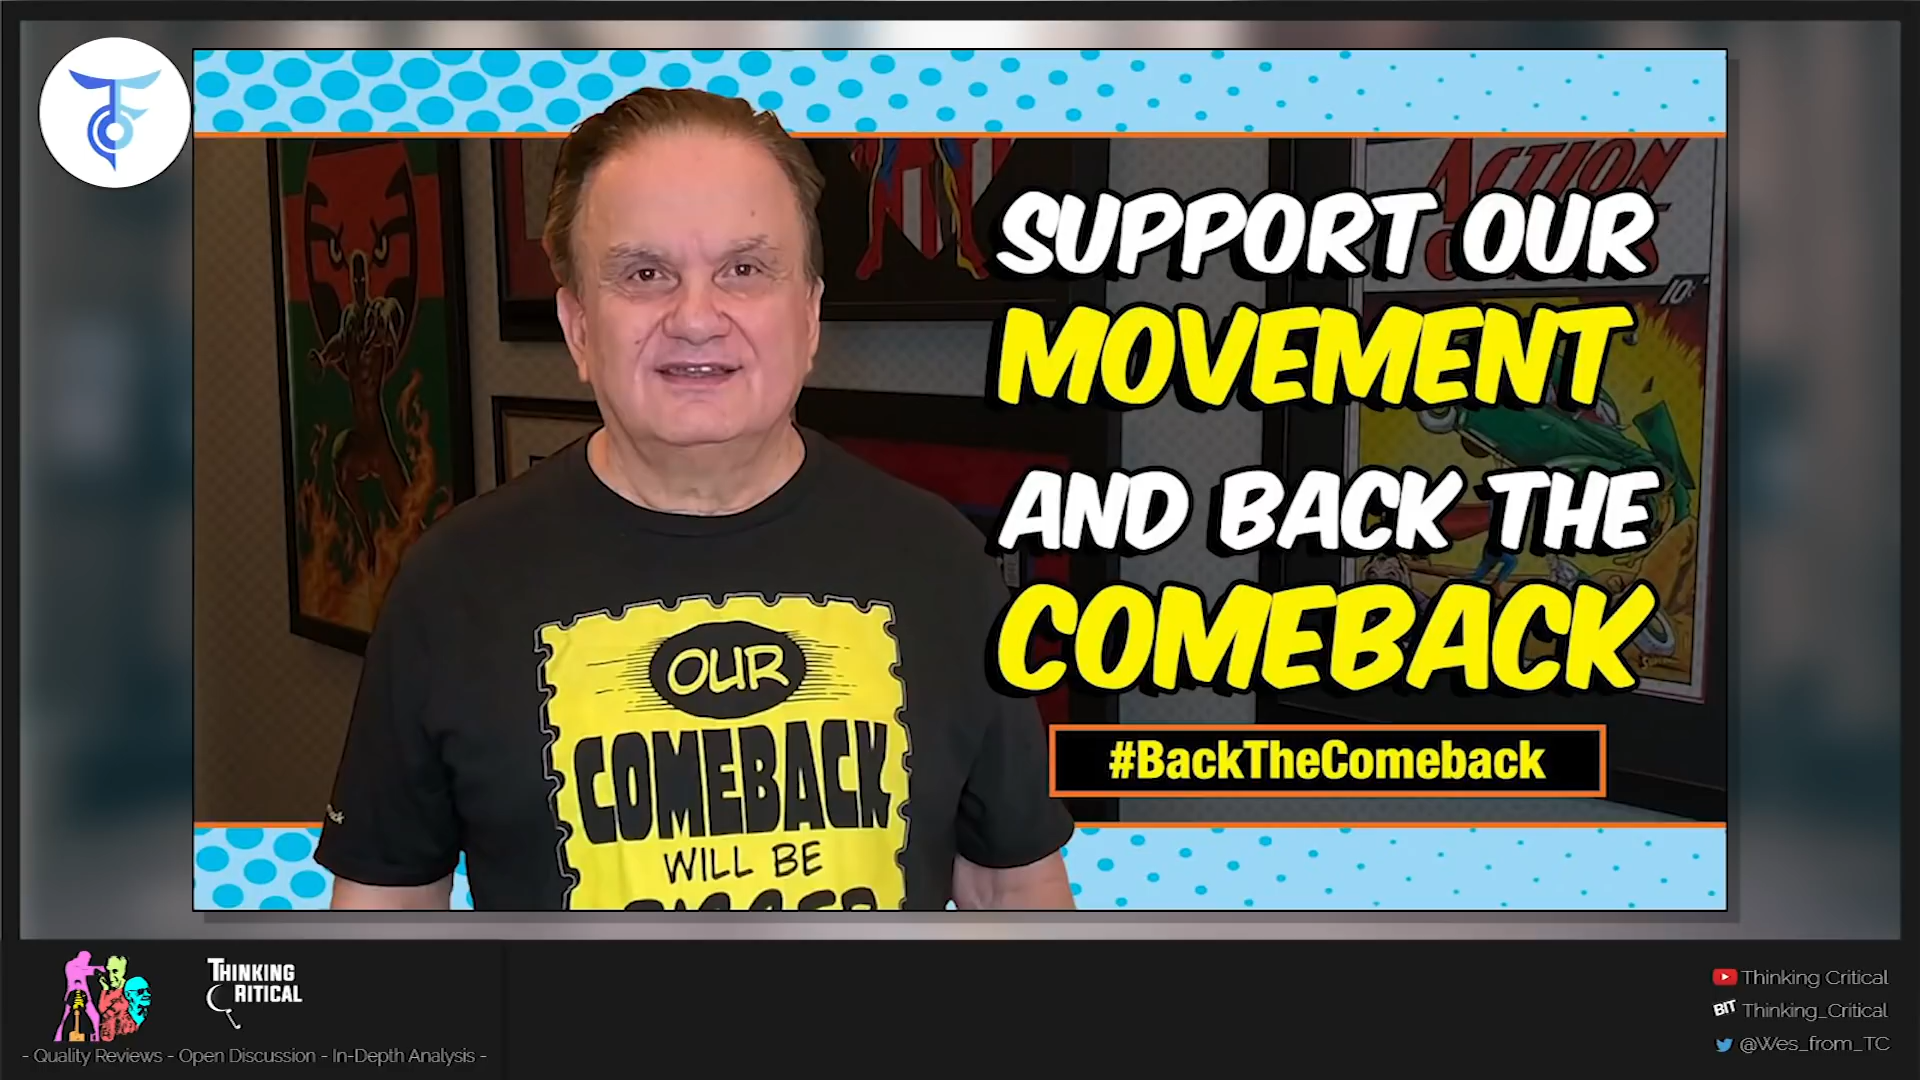 ACTION
SUPPORT OUR
10¢
MOVEMENT
AND BACK THE
COMEBACK
#BackTheComeback
OUR
COMEBACK
WILL BE
THINKING
CRITICAL
- Quality Reviews - Open Discussion - In-Depth Analysis -
Thinking Critical
BIT Thinking_Critical
@Wes_from_TC